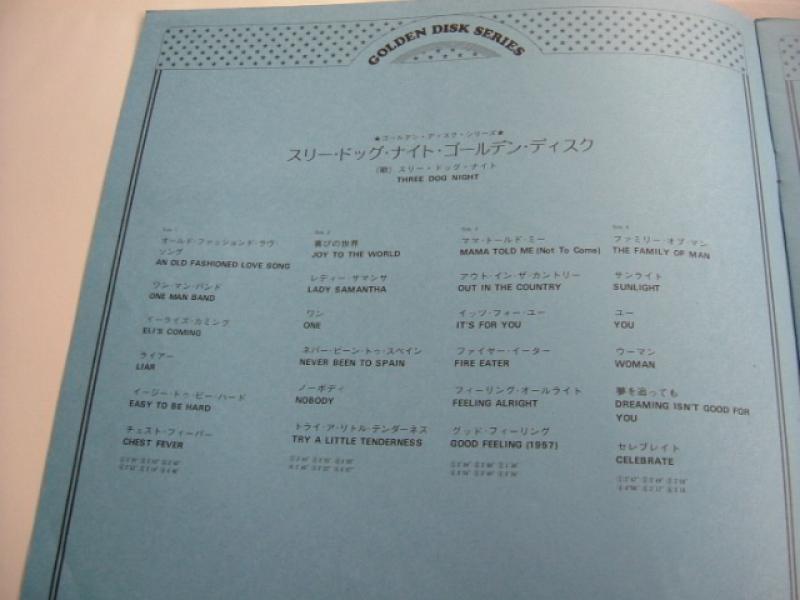 GOLDEN DISK SERIES
★ゴールデン・ディスク・シリーズ★
スリー・ドッグ・ナイト・ゴールデン・ディスク
(歌) スリー・ドッグ・ナイト
THREE DOG NIGHT
Side 1
オールド・ファッションド・ラヴ・
ソング
AN OLD FASHIONED LOVE SONG
ワン・マン・バンド
ONE MAN BAND
イーライズ・カミング
ELI'S COMING
ライアー
LIAR
イージー・トゥ・ビー・ハード
EASY TO BE HARD
チェスト・フィーバー
CHEST FEVER
Side 2
喜びの世界
JOY TO THE WORLD
レディー・サマンサ
LADY SAMANTHA
ワン
ONE
ネバー・ビーン・トゥ・スペイン
NEVER BEEN TO SPAIN
ノーボディ
NOBODY
トライ・ア・リトル・テンダーネス
TRY A LITTLE TENDERNESS
Side 3
ママ・トールド・ミー
MAMA TOLD ME (Not To Come)
アウト・イン・ザ・カントリー
OUT IN THE COUNTRY
イッツ・フォー・ユー
IT'S FOR YOU
ファイヤー・イーター
FIRE EATER
フィーリング・オールライト
FEELING ALRIGHT
グッド・フィーリング
GOOD FEELING (1957)
Side 4
ファミリー・オブ・マン
THE FAMILY OF MAN
サンライト
SUNLIGHT
ユー
YOU
ウーマン
WOMAN
夢を追っても
DREAMING ISN'T GOOD FOR
YOU
セレブレイト
CELEBRATE